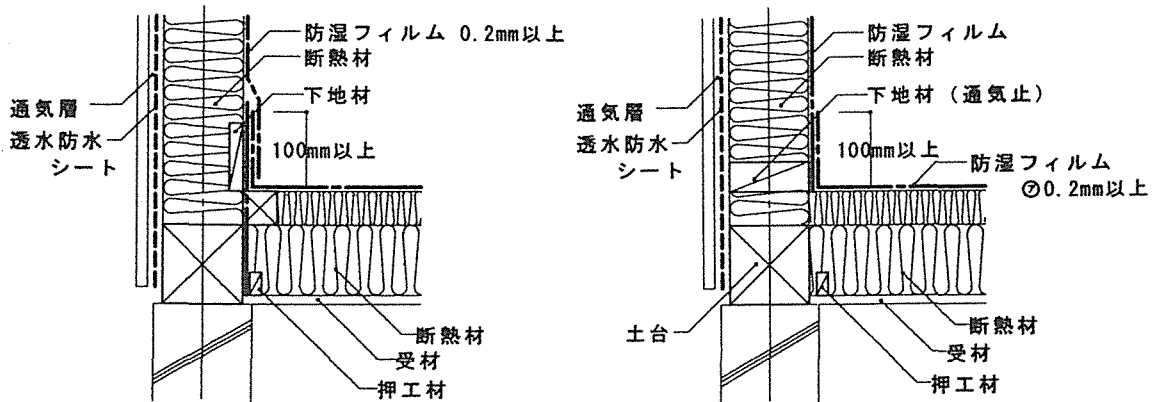 防湿フィルム 0.2mm以上
断熱材
下地材
通気層
透水防水
シート
100mm以上
断熱材
受材
押工材
防湿フィルム
断熱材
下地材 (通気止)
通気層
透水防水
シート
100mm以上
防湿フィルム
㋐0.2mm以上
土台
断熱材
受材
押工材